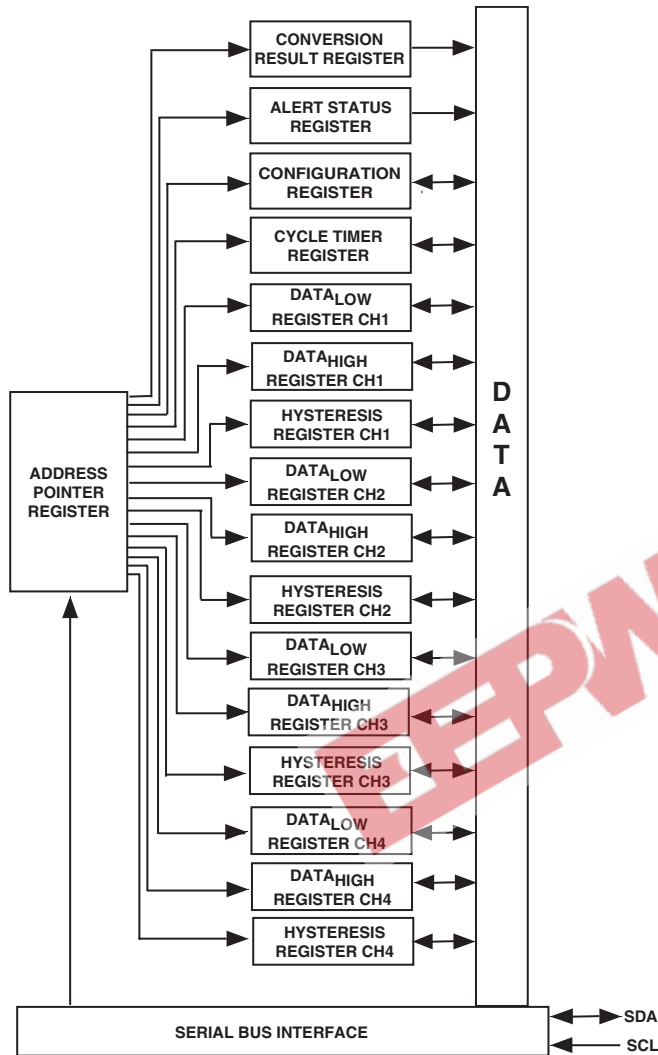 CONVERSION
RESULT REGISTER
ALERT STATUS
REGISTER
CONFIGURATION
REGISTER
CYCLE TIMER
REGISTER
DATALOW
REGISTER CH1
DATAHIGH
REGISTER CH1
HYSTERESIS
REGISTER CH1
DATALOW
REGISTER CH2
DATAHIGH
REGISTER CH2
HYSTERESIS
REGISTER CH2
DATALOW
REGISTER CH3
DATAHIGH
REGISTER CH3
HYSTERESIS
REGISTER CH3
DATALOW
REGISTER CH4
DATAHIGH
REGISTER CH4
HYSTERESIS
REGISTER CH4
ADDRESS
POINTER
REGISTER
D
A
T
A
SERIAL BUS INTERFACE
SDA
SCL
EEPW